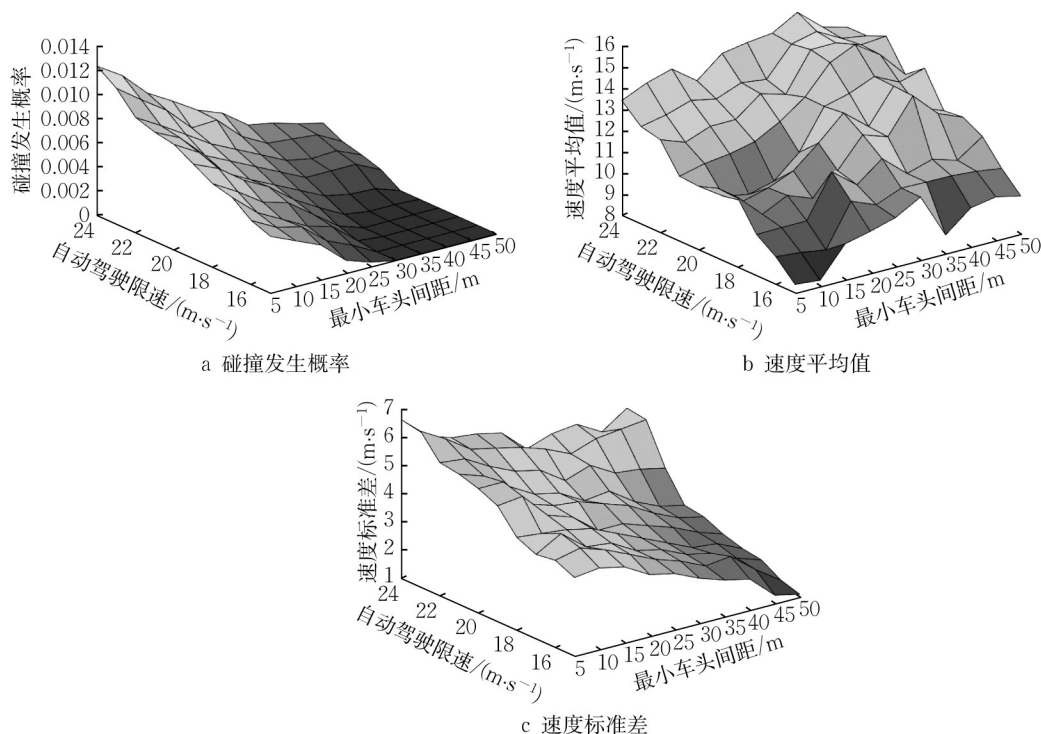 0.014
0.012
0.010
0.008
0.006
0.004
0.002
0
碰撞发生概率
24
22
20
18
16
自动驾驶限速/(m·s⁻¹)
5 10 15 20 25 30 35 40 45 50
最小车头间距/m
a 碰撞发生概率
16
15
14
13
12
11
10
9
8
速度平均值/(m·s⁻¹)
24
22
20
18
16
自动驾驶限速/(m·s⁻¹)
5 10 15 20 25 30 35 40 45 50
最小车头间距/m
b 速度平均值
7
6
5
4
3
2
1
速度标准差/(m·s⁻¹)
24
22
20
18
16
自动驾驶限速/(m·s⁻¹)
5 10 15 20 25 30 35 40 45 50
最小车头间距/m
c 速度标准差